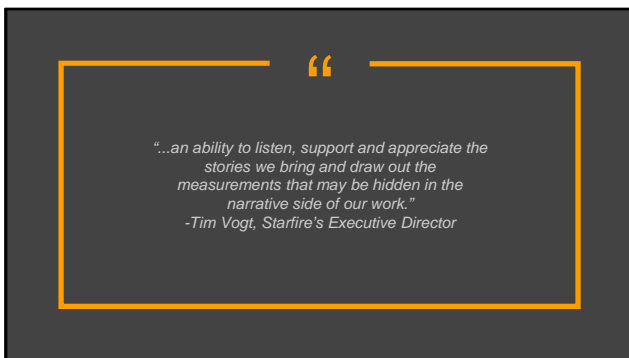 “
“...an ability to listen, support and appreciate the
stories we bring and draw out the
measurements that may be hidden in the
narrative side of our work.”
-Tim Vogt, Starfire’s Executive Director